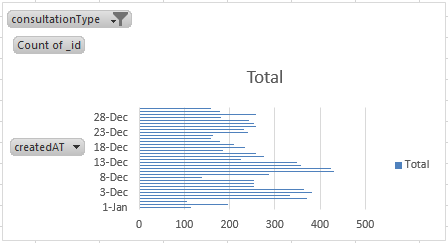 consultationType
Count of _id
Total
28-Dec
23-Dec
createdAT
18-Dec
13-Dec
Total
8-Dec
3-Dec
1-Jan
0 100 200 300 400 500